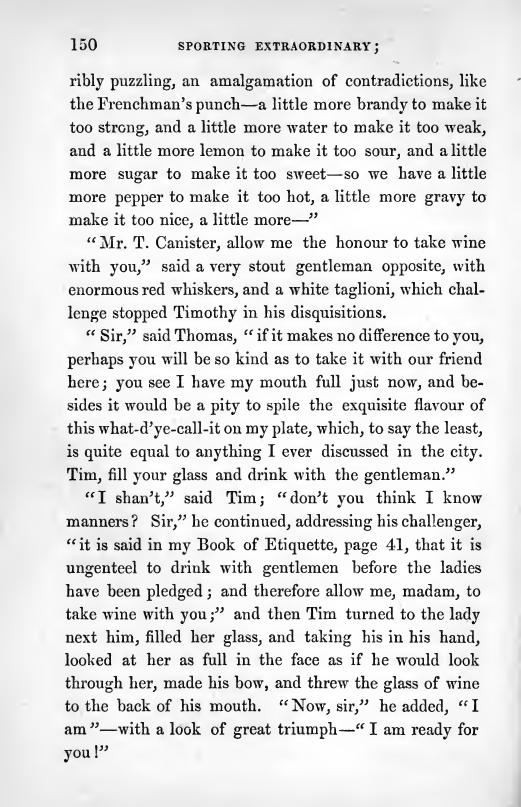 150 SPORTING EXTRAORDINARY;
ribly puzzling, an amalgamation of contradictions, like
the Frenchman's punch—a little more brandy to make it
too strong, and a little more water to make it too weak,
and a little more lemon to make it too sour, and a little
more sugar to make it too sweet—so we have a little
more pepper to make it too hot, a little more gravy to
make it too nice, a little more—"
"Mr. T. Canister, allow me the honour to take wine
with you," said a very stout gentleman opposite, with
enormous red whiskers, and a white taglioni, which chal-
lenge stopped Timothy in his disquisitions.
"Sir," said Thomas, "if it makes no difference to you,
perhaps you will be so kind as to take it with our friend
here; you see I have my mouth full just now, and be-
sides it would be a pity to spile the exquisite flavour of
this what-d'ye-call-it on my plate, which, to say the least,
is quite equal to anything I ever discussed in the city.
Tim, fill your glass and drink with the gentleman."
"I shan't," said Tim; "don't you think I know
manners? Sir," he continued, addressing his challenger,
"it is said in my Book of Etiquette, page 41, that it is
ungenteel to drink with gentlemen before the ladies
have been pledged; and therefore allow me, madam, to
take wine with you;" and then Tim turned to the lady
next him, filled her glass, and taking his in his hand,
looked at her as full in the face as if he would look
through her, made his bow, and threw the glass of wine
to the back of his mouth. "Now, sir," he added, "I
am"—with a look of great triumph—"I am ready for
you!"